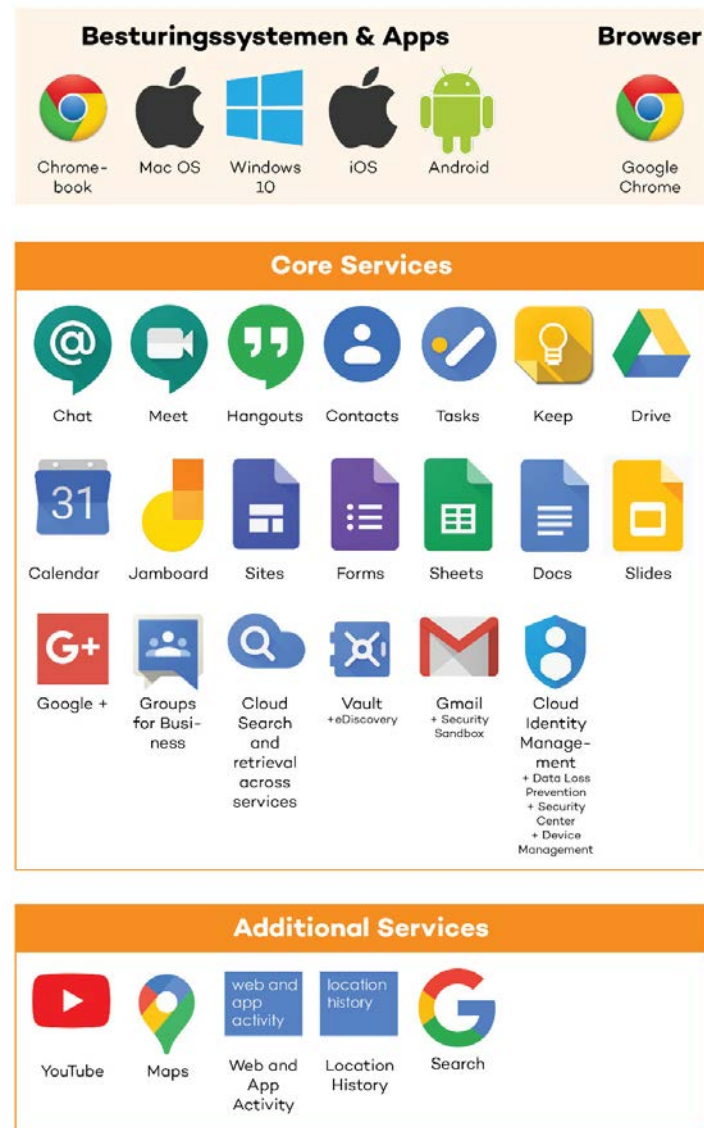 Besturingssystemen & Apps
Browser
Chrome-
book
Mac OS
Windows
10
iOS
Android
Google
Chrome
Core Services
@
Chat
Meet
Hangouts
Contacts
Tasks
Keep
Drive
31
Calendar
Jamboard
Sites
Forms
Sheets
Docs
Slides
G+
Google +
Groups
for Busi-
ness
Cloud
Search
and
retrieval
across
services
Vault
+eDiscovery
Gmail
+ Security
Sandbox
Cloud
Identity
Manage-
ment
+ Data Loss
Prevention
+ Security
Center
+ Device
Management
Additional Services
YouTube
Maps
web and
app
activity
Web and
App
Activity
location
history
Location
History
G
Search